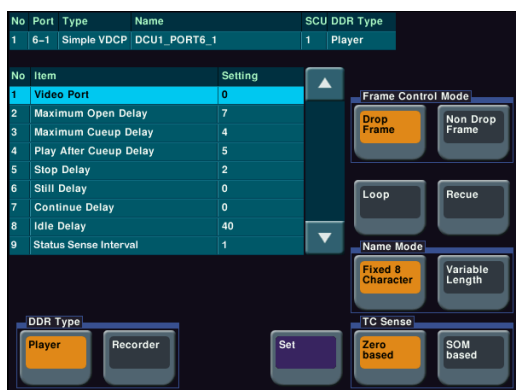 No Port Type Name SCU DDR Type
1 6-1 Simple VDCP DCU1_PORT6_1 1 Player
No Item Setting
1 Video Port 0
2 Maximum Open Delay 7
3 Maximum Cueup Delay 4
4 Play After Cueup Delay 5
5 Stop Delay 2
6 Still Delay 0
7 Continue Delay 0
8 Idle Delay 40
9 Status Sense Interval 1
Frame Control Mode
Drop Frame
Non Drop Frame
Loop
Recue
Name Mode
Fixed 8 Character
Variable Length
DDR Type
Player
Recorder
Set
TC Sense
Zero based
SOM based